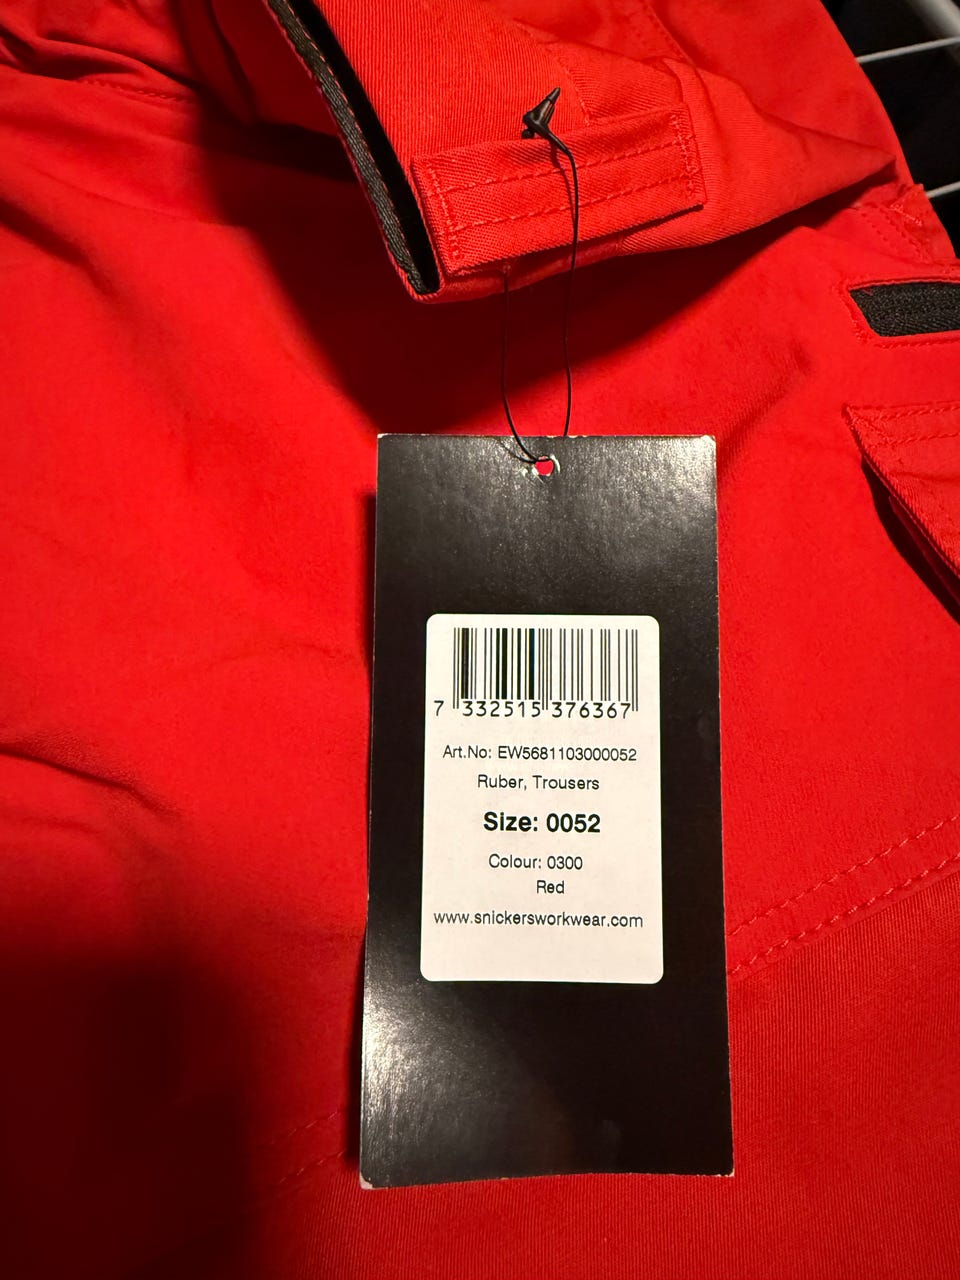 7 332515 376367
Art.No: EW5681103000052
Ruber, Trousers
Size: 0052
Colour: 0300
Red
www.snickersworkwear.com